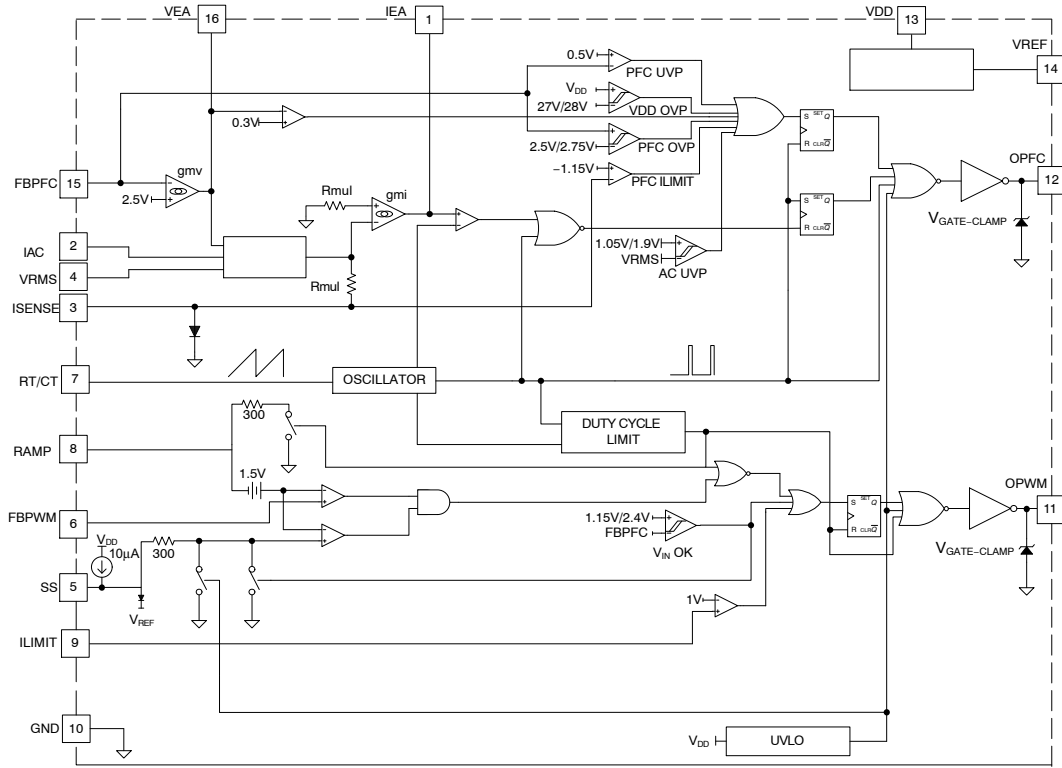 VEA
16
IEA
1
VDD
13
VREF
14
0.5V
PFC UVP
VDD
27V/28V
VDD OVP
0.3V
2.5V/2.75V
PFC OVP
−1.15V
PFC ILIMIT
S SET Q
R CLR Q̅
FBPFC
15
gmv
2.5V
Rmul
gmi
OPFC
12
VGATE−CLAMP
S SET Q
R CLR Q̅
IAC
2
VRMS
4
1.05V/1.9V
VRMS
AC UVP
Rmul
ISENSE
3
RT/CT
7
OSCILLATOR
300
DUTY CYCLE
LIMIT
RAMP
8
1.5V
FBPWM
6
1.15V/2.4V
FBPFC
VIN OK
S SET Q
R CLR Q̅
OPWM
11
VGATE−CLAMP
VDD
10μA
300
SS
5
VREF
1V
ILIMIT
9
GND
10
VDD
UVLO